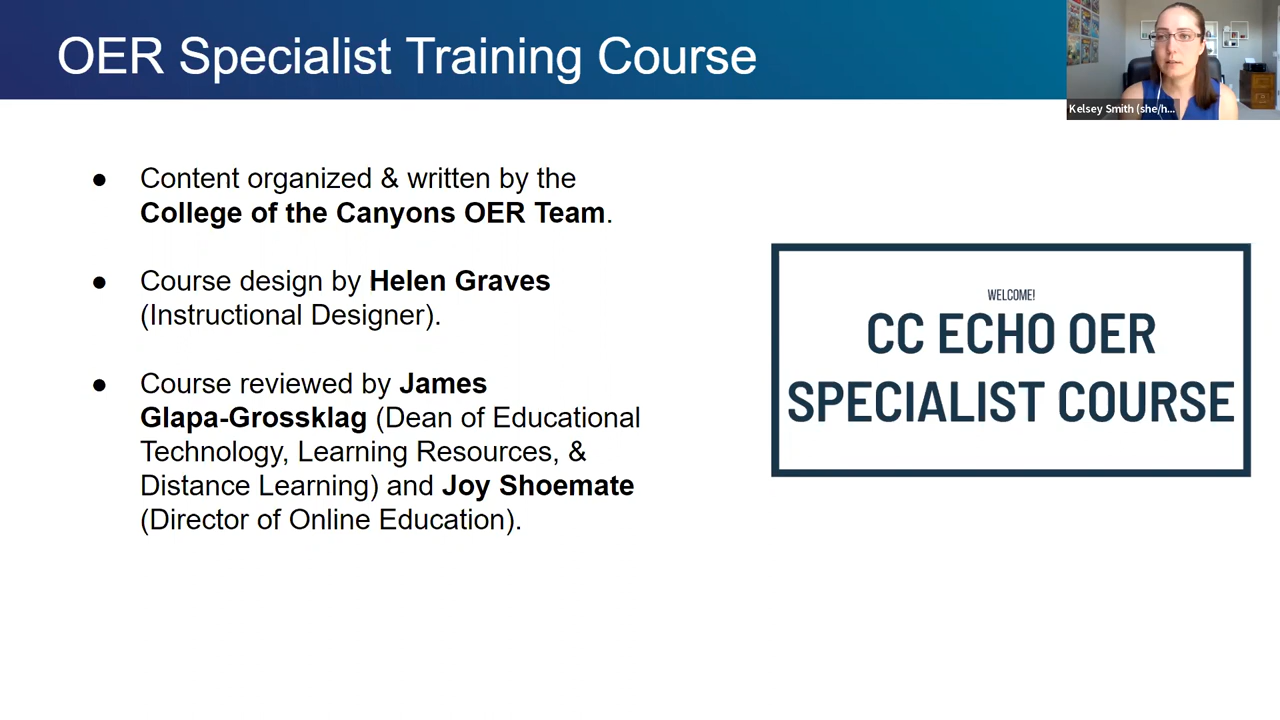 OER Specialist Training Course
Kelsey Smith (she/h...
● Content organized & written by the
College of the Canyons OER Team.
● Course design by Helen Graves
(Instructional Designer).
● Course reviewed by James
Glapa-Grossklag (Dean of Educational
Technology, Learning Resources, &
Distance Learning) and Joy Shoemate
(Director of Online Education).
WELCOME!
CC ECHO OER
SPECIALIST COURSE